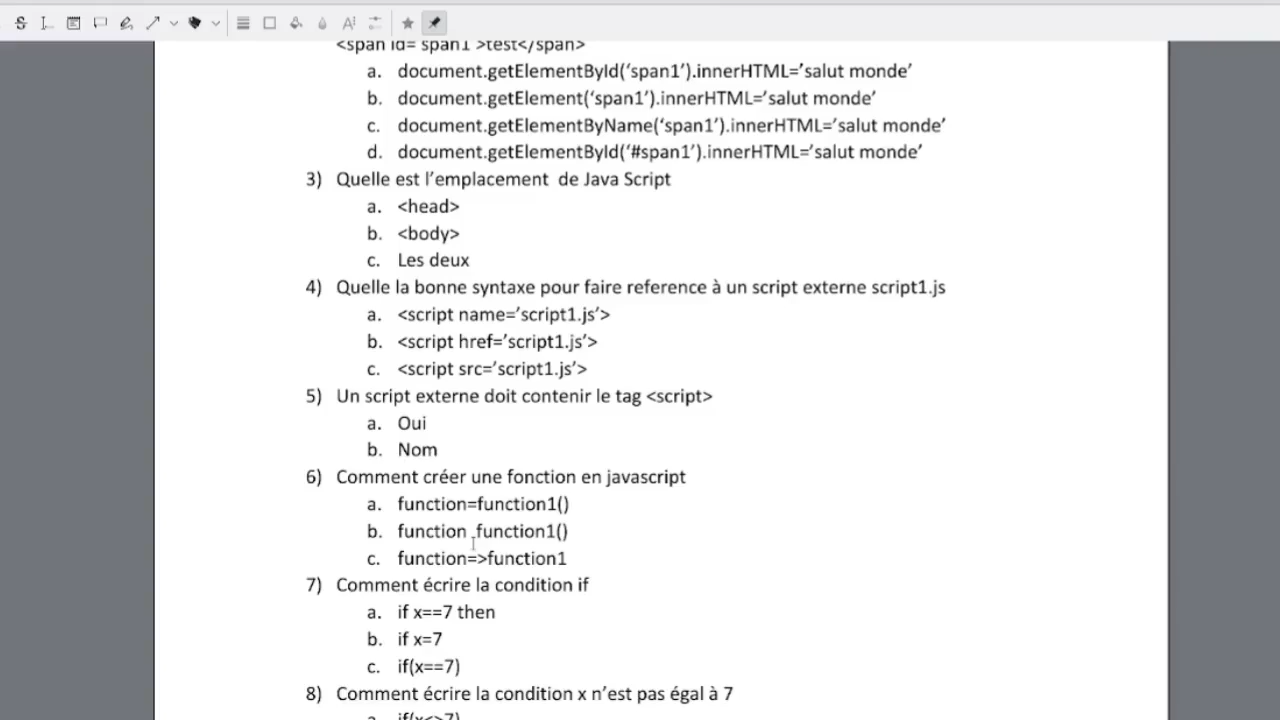 <span id= span1 >test</span>
a. document.getElementById(‘span1’).innerHTML=’salut monde’
b. document.getElement(‘span1’).innerHTML=’salut monde’
c. document.getElementByName(‘span1’).innerHTML=’salut monde’
d. document.getElementById(‘#span1’).innerHTML=’salut monde’
3) Quelle est l’emplacement de Java Script
a. <head>
b. <body>
c. Les deux
4) Quelle la bonne syntaxe pour faire reference à un script externe script1.js
a. <script name=’script1.js’>
b. <script href=’script1.js’>
c. <script src=’script1.js’>
5) Un script externe doit contenir le tag <script>
a. Oui
b. Nom
6) Comment créer une fonction en javascript
a. function=function1()
b. function function1()
c. function=>function1
7) Comment écrire la condition if
a. if x==7 then
b. if x=7
c. if(x==7)
8) Comment écrire la condition x n’est pas égal à 7
a. if(x<>7)